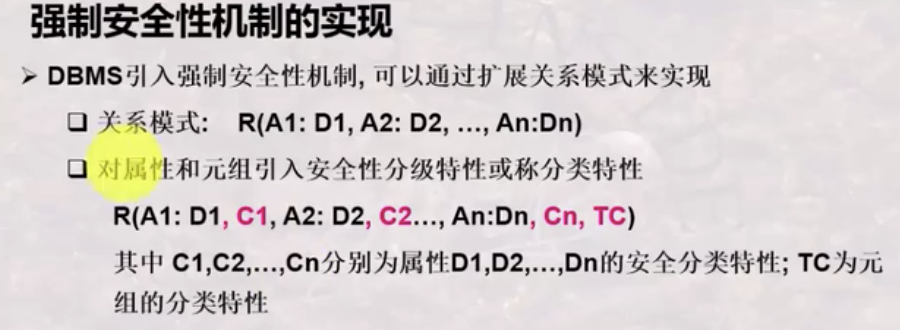 强制安全性机制的实现
➢ DBMS引入强制安全性机制, 可以通过扩展关系模式来实现
❑ 关系模式: R(A1: D1, A2: D2, …, An:Dn)
❑ 对属性和元组引入安全性分级特性或称分类特性
R(A1: D1, C1, A2: D2, C2…, An:Dn, Cn, TC)
其中 C1,C2,…,Cn分别为属性D1,D2,…,Dn的安全分类特性; TC为元
组的分类特性